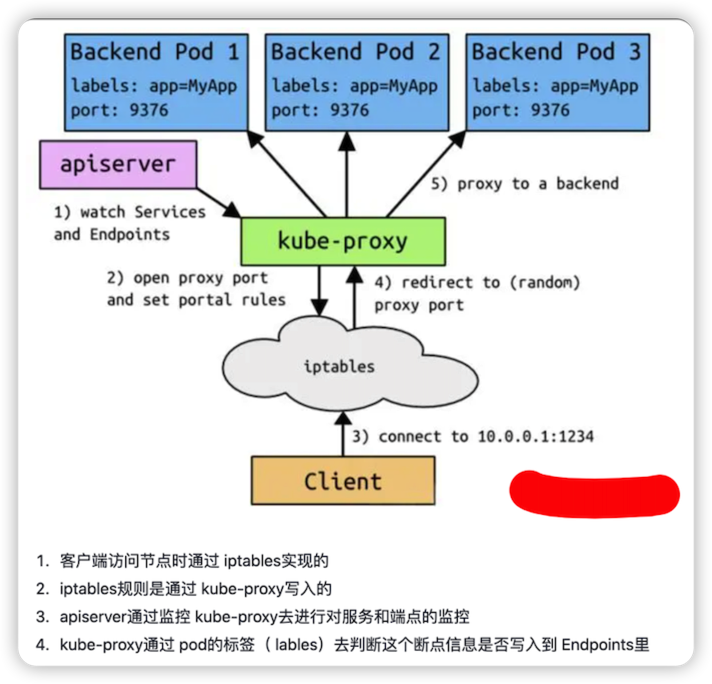 Backend Pod 1
labels: app=MyApp
port: 9376
Backend Pod 2
labels: app=MyApp
port: 9376
Backend Pod 3
labels: app=MyApp
port: 9376
apiserver
1) watch Services
and Endpoints
kube-proxy
5) proxy to a backend
2) open proxy port
and set portal rules
4) redirect to (random)
proxy port
iptables
3) connect to 10.0.0.1:1234
Client
1. 客户端访问节点时通过 iptables实现的
2. iptables规则是通过 kube-proxy写入的
3. apiserver通过监控 kube-proxy去进行对服务和端点的监控
4. kube-proxy通过 pod的标签（ lables）去判断这个断点信息是否写入到 Endpoints里